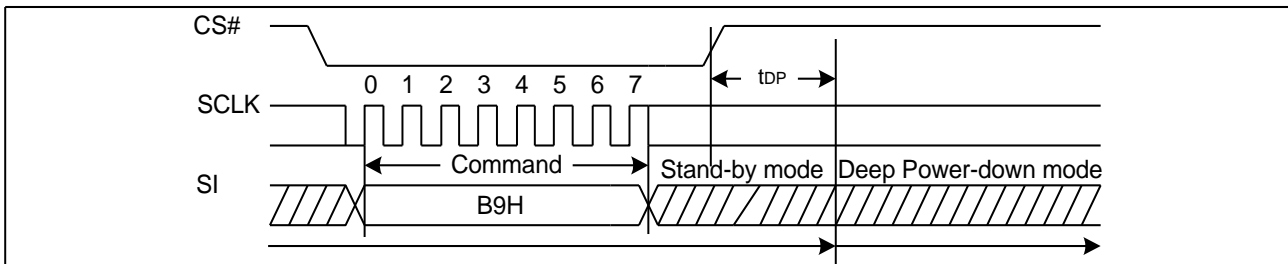 CS#
tDP
0 1 2 3 4 5 6 7
SCLK
Command
Stand-by mode Deep Power-down mode
SI
B9H